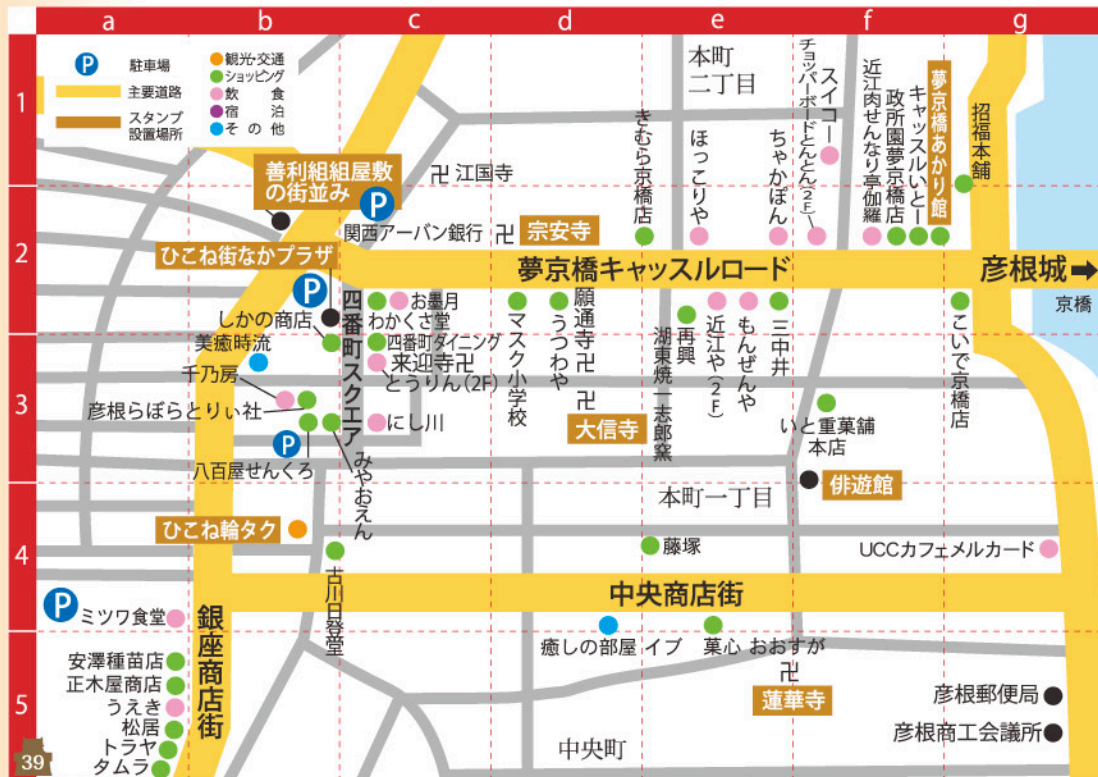 a b c d e f g
1
2
3
4
5
P 駐車場
主要道路
スタンプ
設置場所
観光・交通
ショッピング
飲食
宿泊
その他
本町
二丁目
チョッパーボードとんとん(2F)
スイコー
近江肉せんなり亭伽羅
政所園夢京橋店
キャッスルいとー
夢京橋あかり館
招福本舗
きむら京橋店
ほっこりや
ちゃかぽん
善利組組屋敷
の街並み
卍江国寺
P
関西アーバン銀行
卍 宗安寺
ひこね街なかプラザ
夢京橋キャッスルロード
彦根城➡
京橋
P
しかの商店
美癒時流
千乃房
彦根らぼらとりぃ社
P
八百屋せんくろ
四番町スクエア
お墨月
わかくさ堂
四番町ダイニング
来迎寺卍
とうりん(2F)
にし川
みやおえん
マスク小学校
うつわや
願通寺卍
卍
大信寺
湖東焼一志郎窯
再興
近江や(2F)
もんぜんや
三中井
いと重菓舗
本店
こいで京橋店
俳遊館
本町一丁目
ひこね輪タク
藤塚
UCCカフェメルカード
古川日登堂
中央商店街
P
ミツワ食堂
銀座商店街
安澤種苗店
正木屋商店
うえき
松居
トラヤ
タムラ
癒しの部屋 イブ
菓心 おおすが
卍
蓮華寺
中央町
彦根郵便局
彦根商工会議所
39